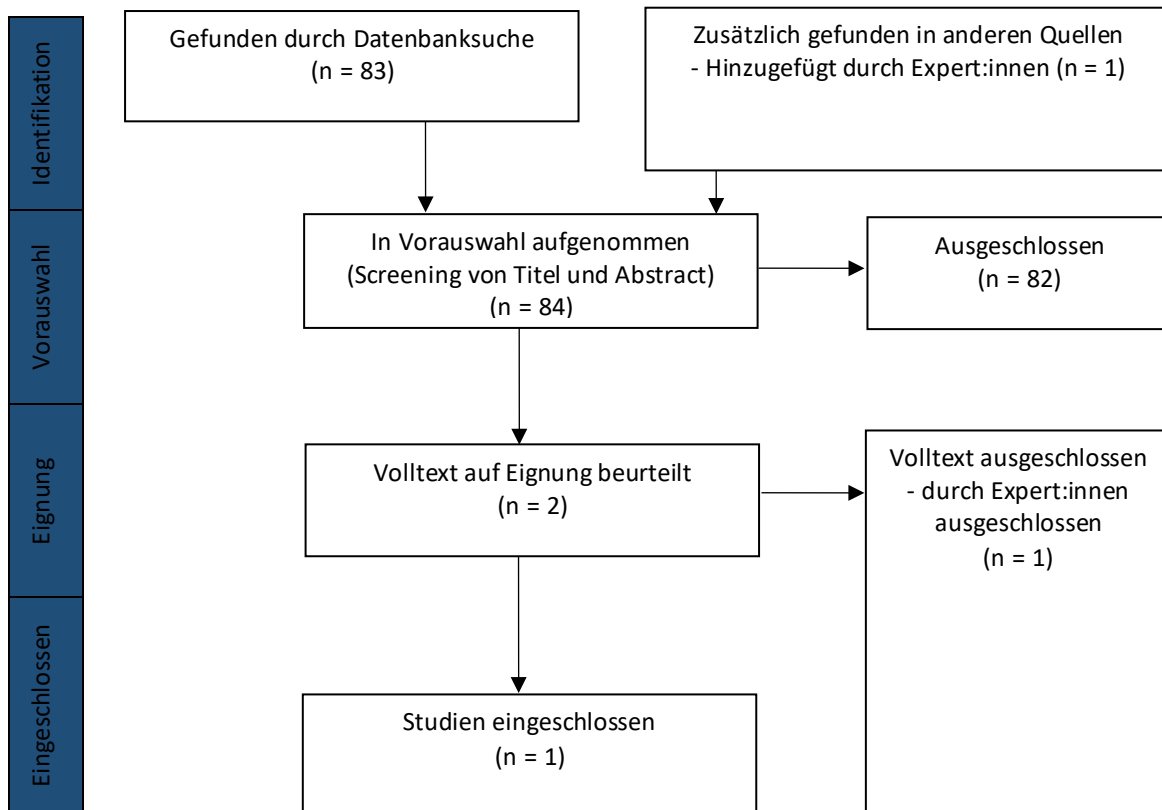 Identifikation
Gefunden durch Datenbanksuche
(n = 83)
Zusätzlich gefunden in anderen Quellen
- Hinzugefügt durch Expert:innen (n = 1)
Vorauswahl
In Vorauswahl aufgenommen
(Screening von Titel und Abstract)
(n = 84)
Ausgeschlossen
(n = 82)
Eignung
Volltext auf Eignung beurteilt
(n = 2)
Volltext ausgeschlossen
- durch Expert:innen
ausgeschlossen
(n = 1)
Eingeschlossen
Studien eingeschlossen
(n = 1)